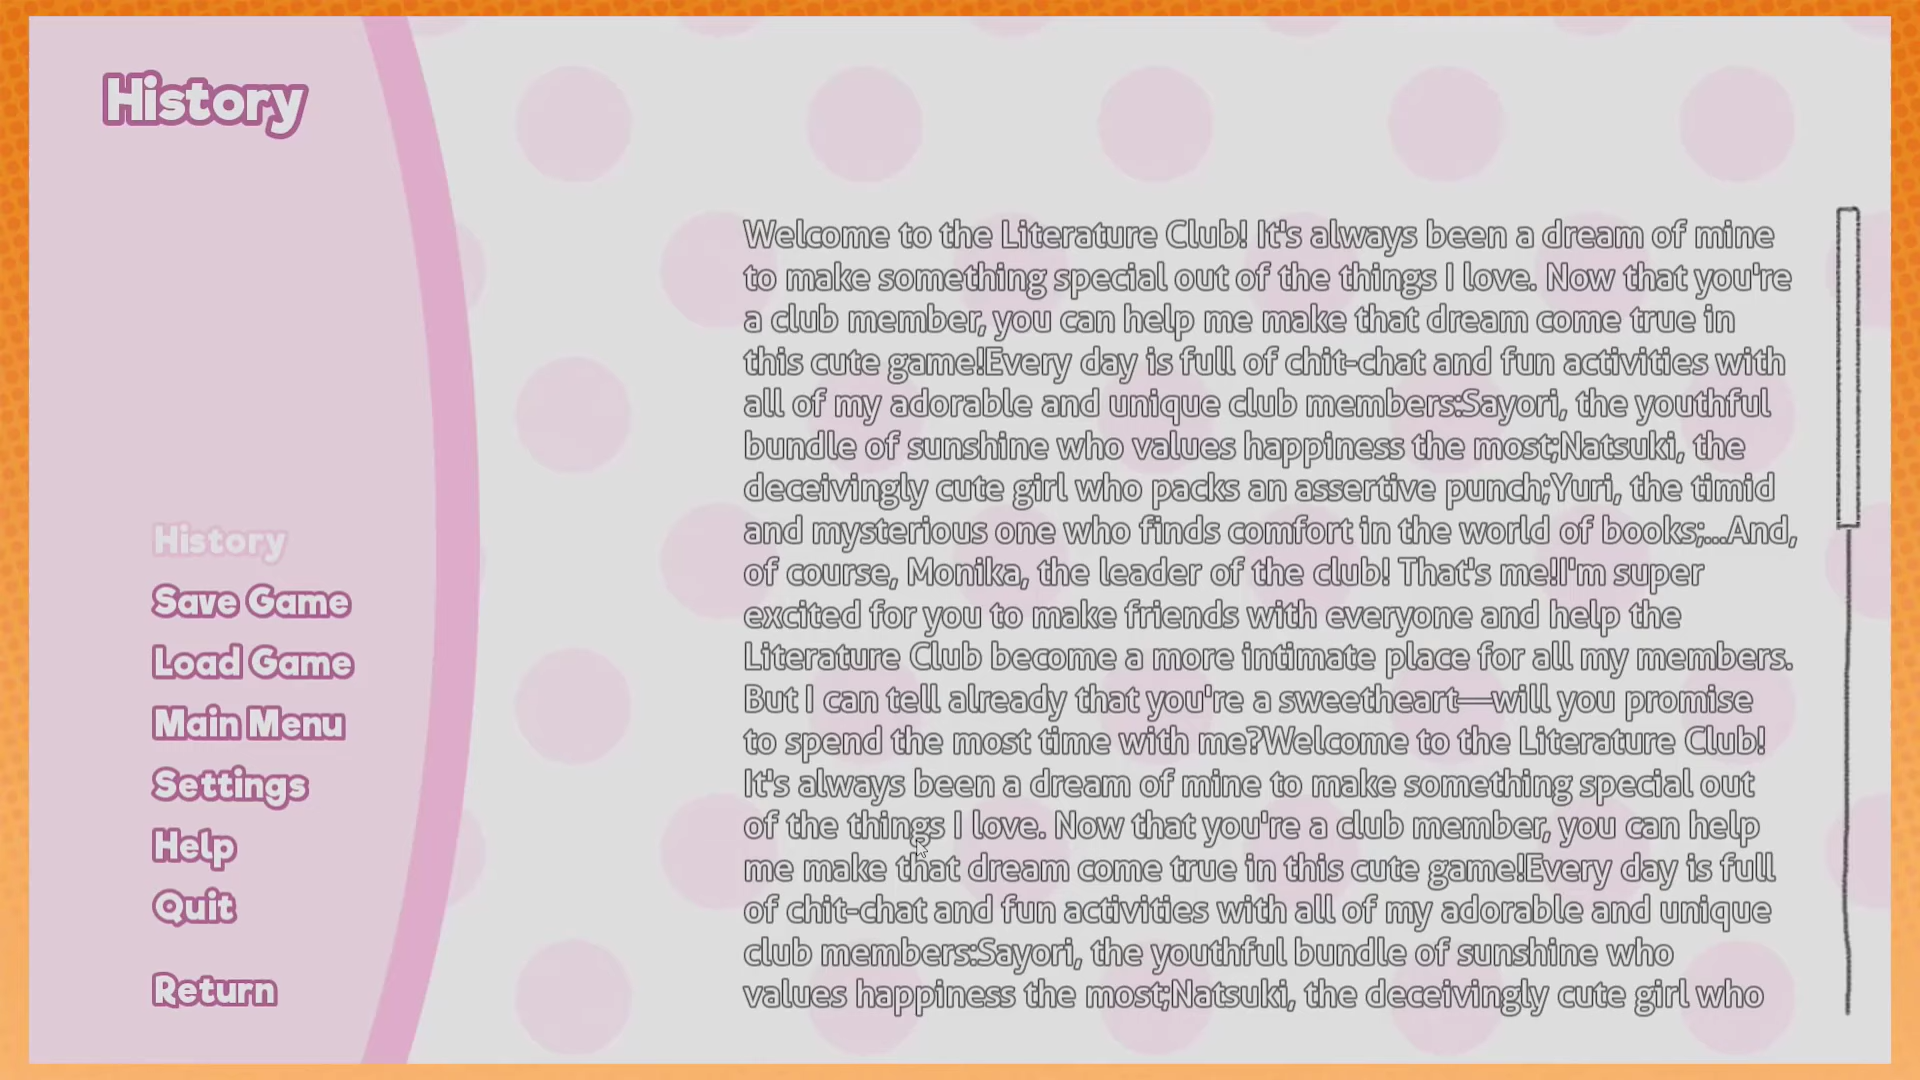 History
Welcome to the Literature Club! It's always been a dream of mine
to make something special out of the things I love. Now that you're
a club member, you can help me make that dream come true in
this cute game!Every day is full of chit-chat and fun activities with
all of my adorable and unique club members:Sayori, the youthful
bundle of sunshine who values happiness the most;Natsuki, the
deceivingly cute girl who packs an assertive punch;Yuri, the timid
and mysterious one who finds comfort in the world of books;...And,
of course, Monika, the leader of the club! That's me!I'm super
excited for you to make friends with everyone and help the
Literature Club become a more intimate place for all my members.
But I can tell already that you're a sweetheart—will you promise
to spend the most time with me?Welcome to the Literature Club!
It's always been a dream of mine to make something special out
of the things I love. Now that you're a club member, you can help
me make that dream come true in this cute game!Every day is full
of chit-chat and fun activities with all of my adorable and unique
club members:Sayori, the youthful bundle of sunshine who
values happiness the most;Natsuki, the deceivingly cute girl who
History
Save Game
Load Game
Main Menu
Settings
Help
Quit
Return